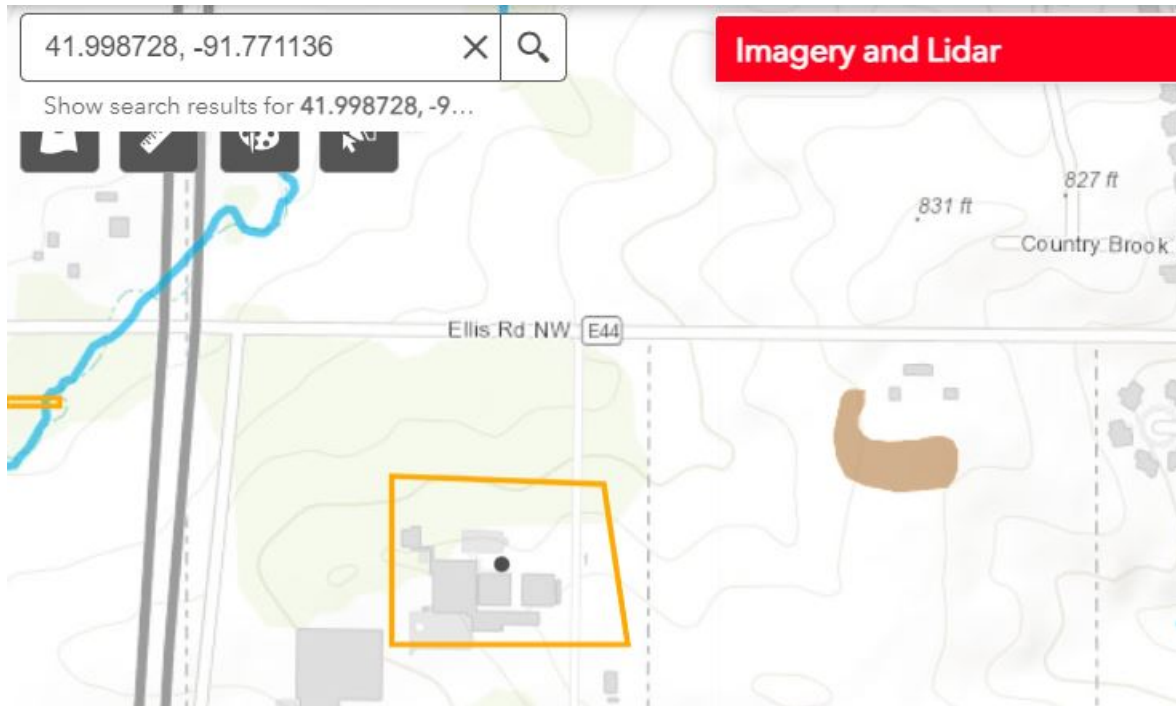 41.998728, -91.771136
Imagery and Lidar
Show search results for 41.998728, -9...
827 ft
831 ft
Country Brook
Ellis Rd NW E44